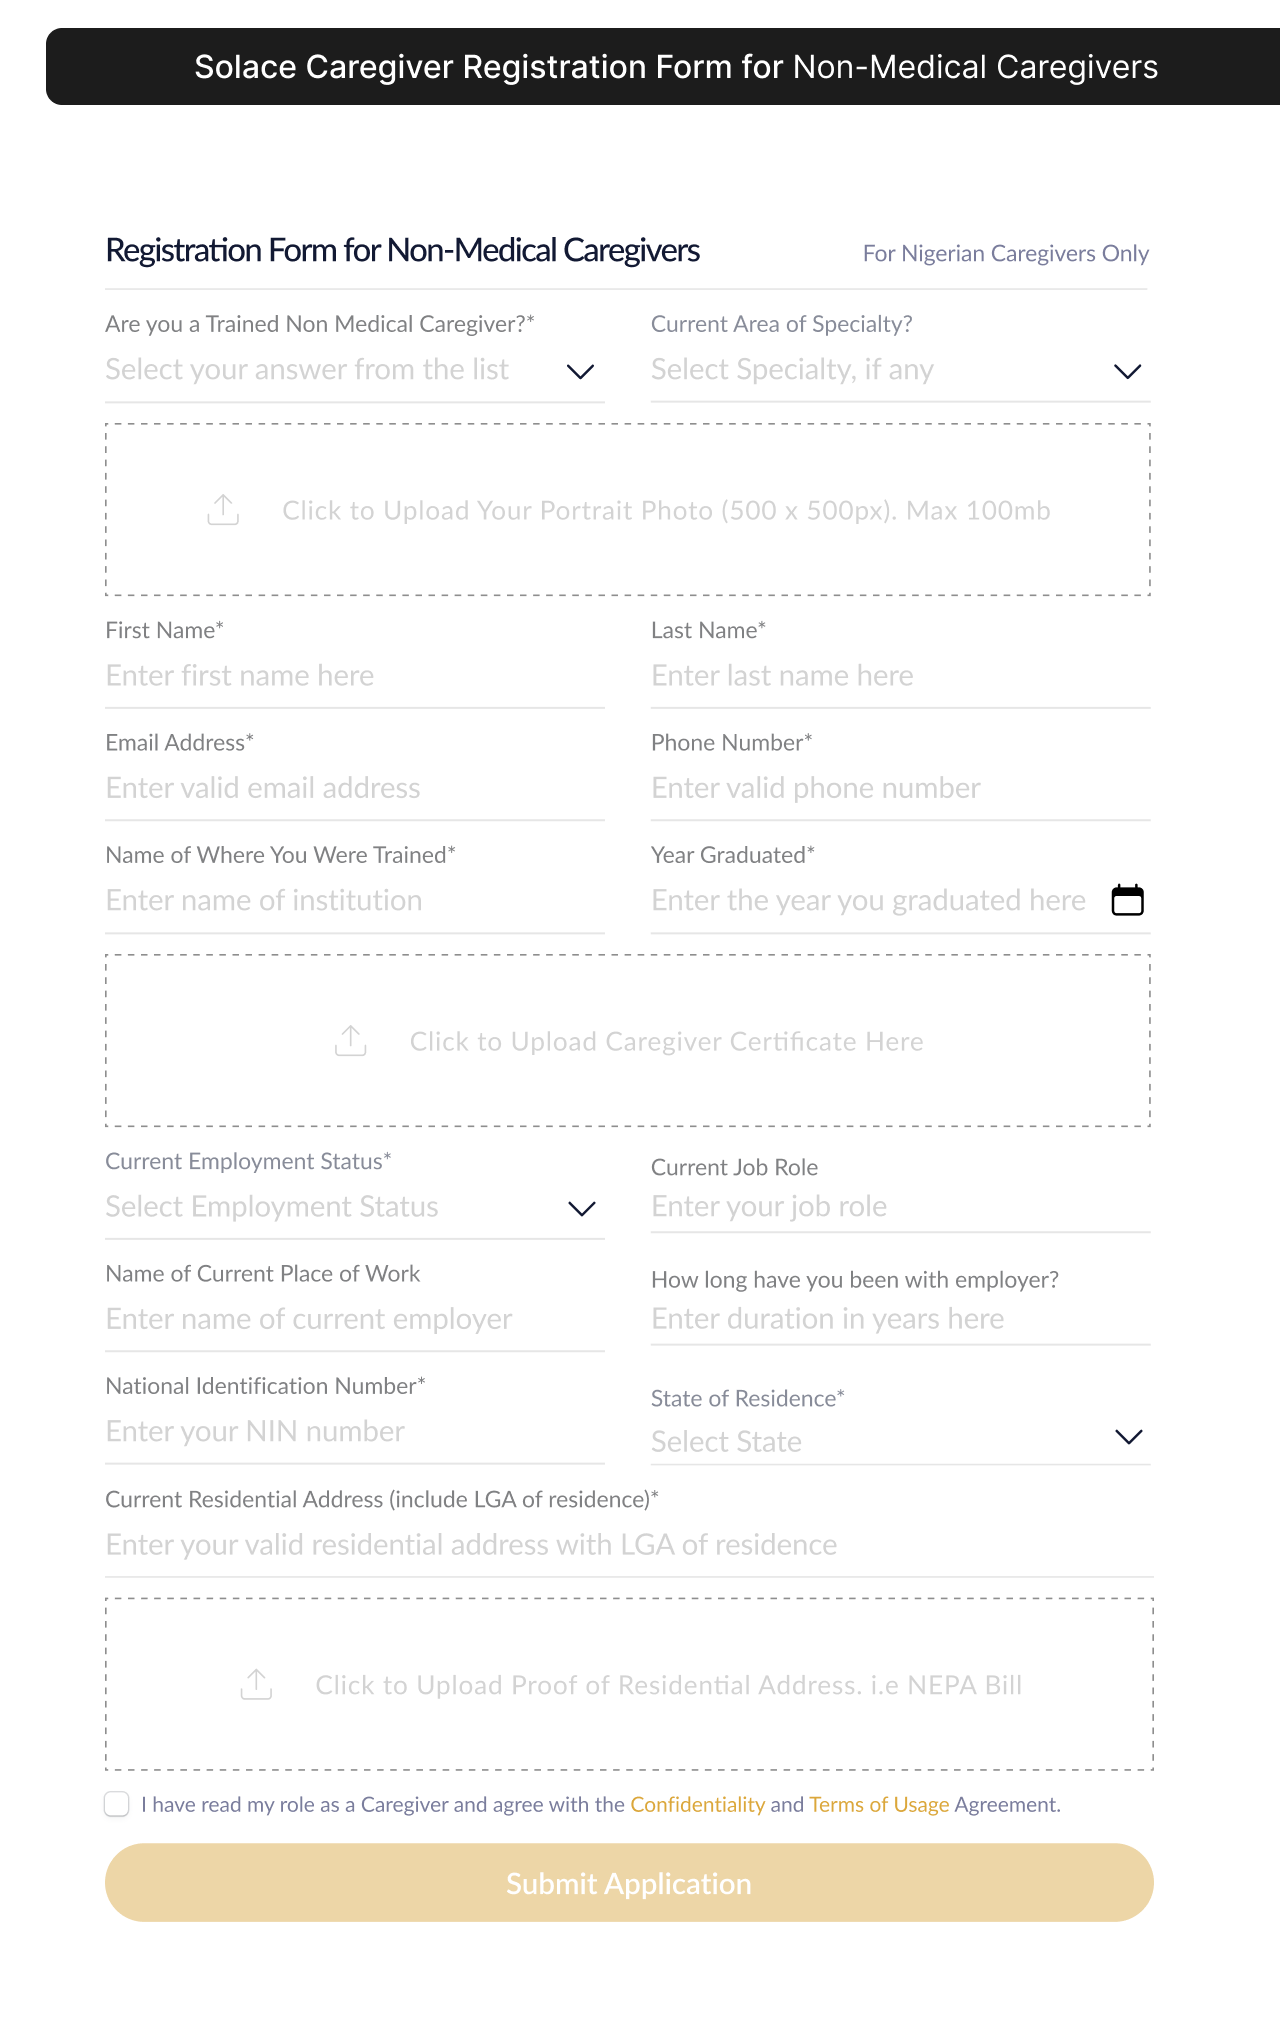 Solace Caregiver Registration Form for Non-Medical Caregivers
Registration Form for Non-Medical Caregivers
For Nigerian Caregivers Only
Are you a Trained Non Medical Caregiver?*
Current Area of Specialty?
Select your answer from the list
Select Specialty, if any
Click to Upload Your Portrait Photo (500 x 500px). Max 100mb
First Name*
Last Name*
Enter first name here
Enter last name here
Email Address*
Phone Number*
Enter valid email address
Enter valid phone number
Name of Where You Were Trained*
Year Graduated*
Enter name of institution
Enter the year you graduated here
Click to Upload Caregiver Certificate Here
Current Employment Status*
Current Job Role
Select Employment Status
Enter your job role
Name of Current Place of Work
How long have you been with employer?
Enter name of current employer
Enter duration in years here
National Identification Number*
State of Residence*
Enter your NIN number
Select State
Current Residential Address (include LGA of residence)*
Enter your valid residential address with LGA of residence
Click to Upload Proof of Residential Address. i.e NEPA Bill
I have read my role as a Caregiver and agree with the Confidentiality and Terms of Usage Agreement.
Submit Application